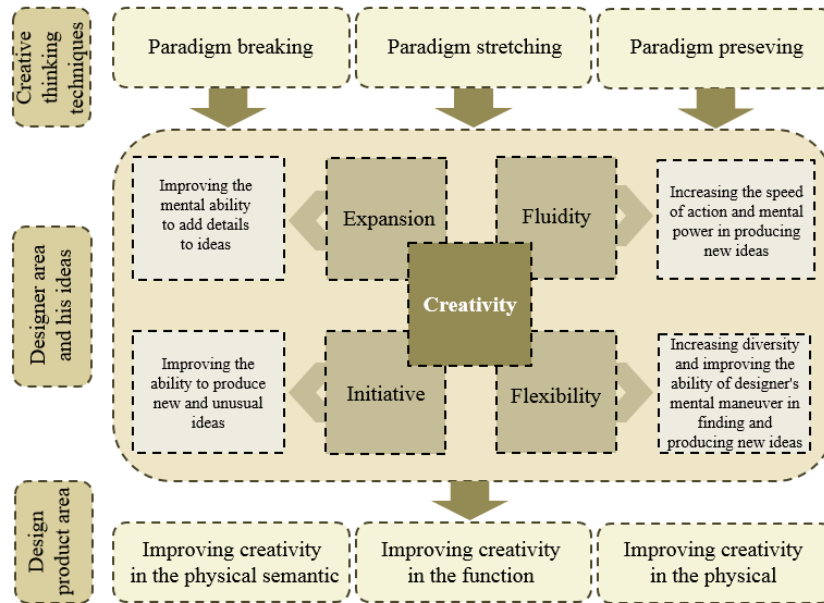 Creative
thinking
techniques
Paradigm breaking
Paradigm stretching
Paradigm preseving
Designer area
and his ideas
Improving the
mental ability
to add details
to ideas
Expansion
Fluidity
Increasing the speed
of action and mental
power in producing
new ideas
Creativity
Improving the
ability to produce
new and unusual
ideas
Initiative
Flexibility
Increasing diversity
and improving the
ability of designer's
mental maneuver in
finding and
producing new ideas
Design
product area
Improving creativity
in the physical semantic
Improving creativity
in the function
Improving creativity
in the physical